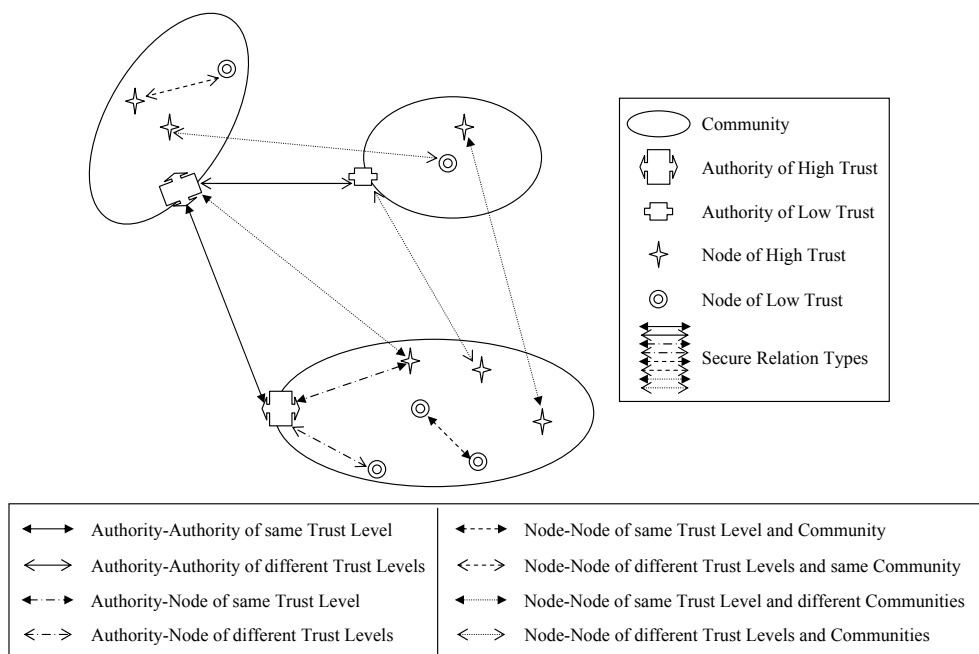 Community
Authority of High Trust
Authority of Low Trust
Node of High Trust
Node of Low Trust
Secure Relation Types
Authority-Authority of same Trust Level
Authority-Authority of different Trust Levels
Authority-Node of same Trust Level
Authority-Node of different Trust Levels
Node-Node of same Trust Level and Community
Node-Node of different Trust Levels and same Community
Node-Node of same Trust Level and different Communities
Node-Node of different Trust Levels and Communities